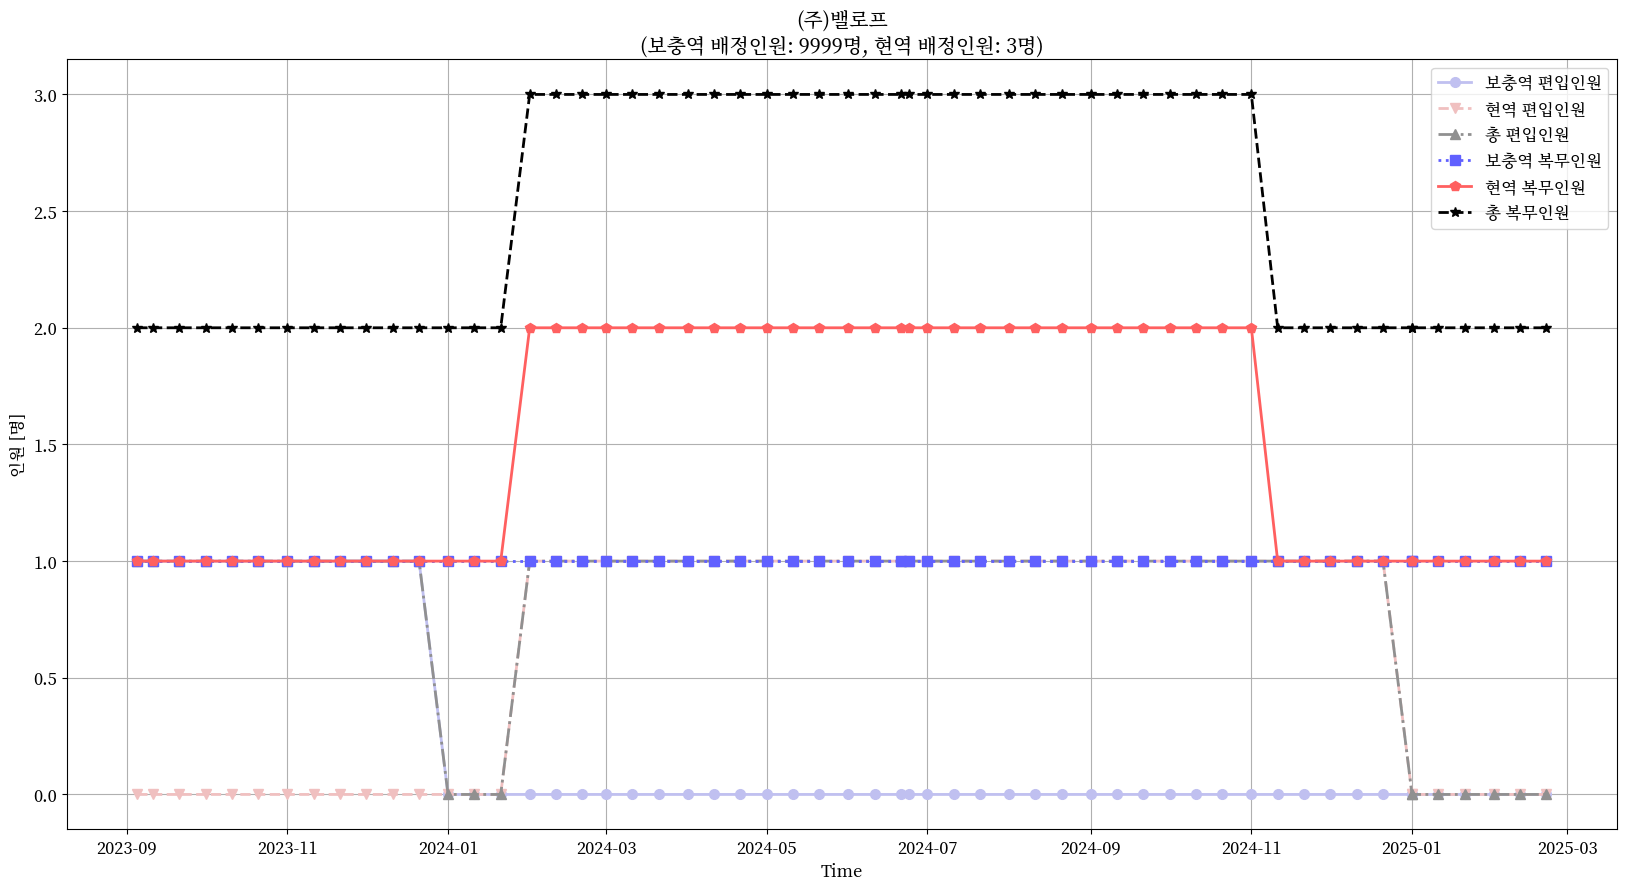 (주)밸로프
(보충역 배정인원: 9999명, 현역 배정인원: 3명)
보충역 편입인원
현역 편입인원
총 편입인원
보충역 복무인원
현역 복무인원
총 복무인원
인원 [명]
3.0
2.5
2.0
1.5
1.0
0.5
0.0
2023-09 2023-11 2024-01 2024-03 2024-05 2024-07 2024-09 2024-11 2025-01 2025-03
Time